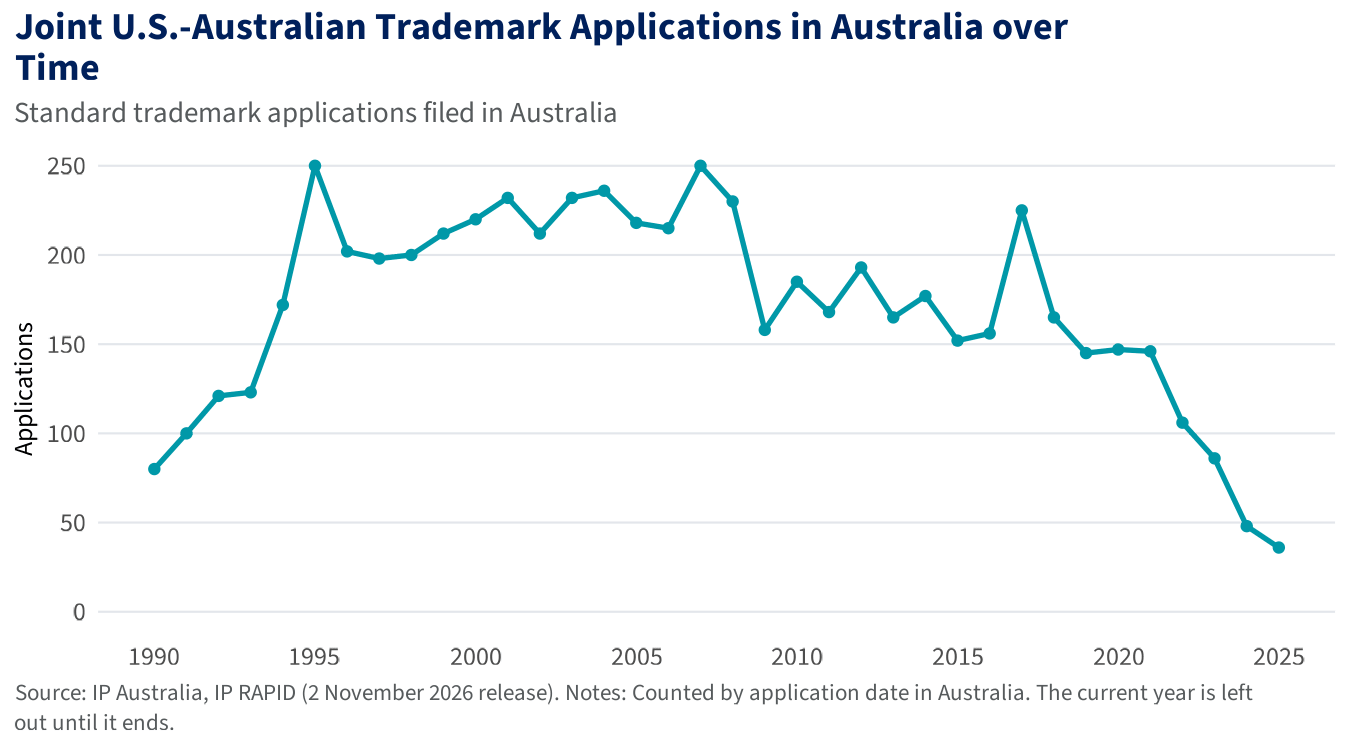 Joint U.S.-Australian Trademark Applications in Australia over
Time
Standard trademark applications filed in Australia
250
200
150
100
50
0
Applications
1990 1995 2000 2005 2010 2015 2020 2025
Source: IP Australia, IP RAPID (2 November 2026 release). Notes: Counted by application date in Australia. The current year is left
out until it ends.